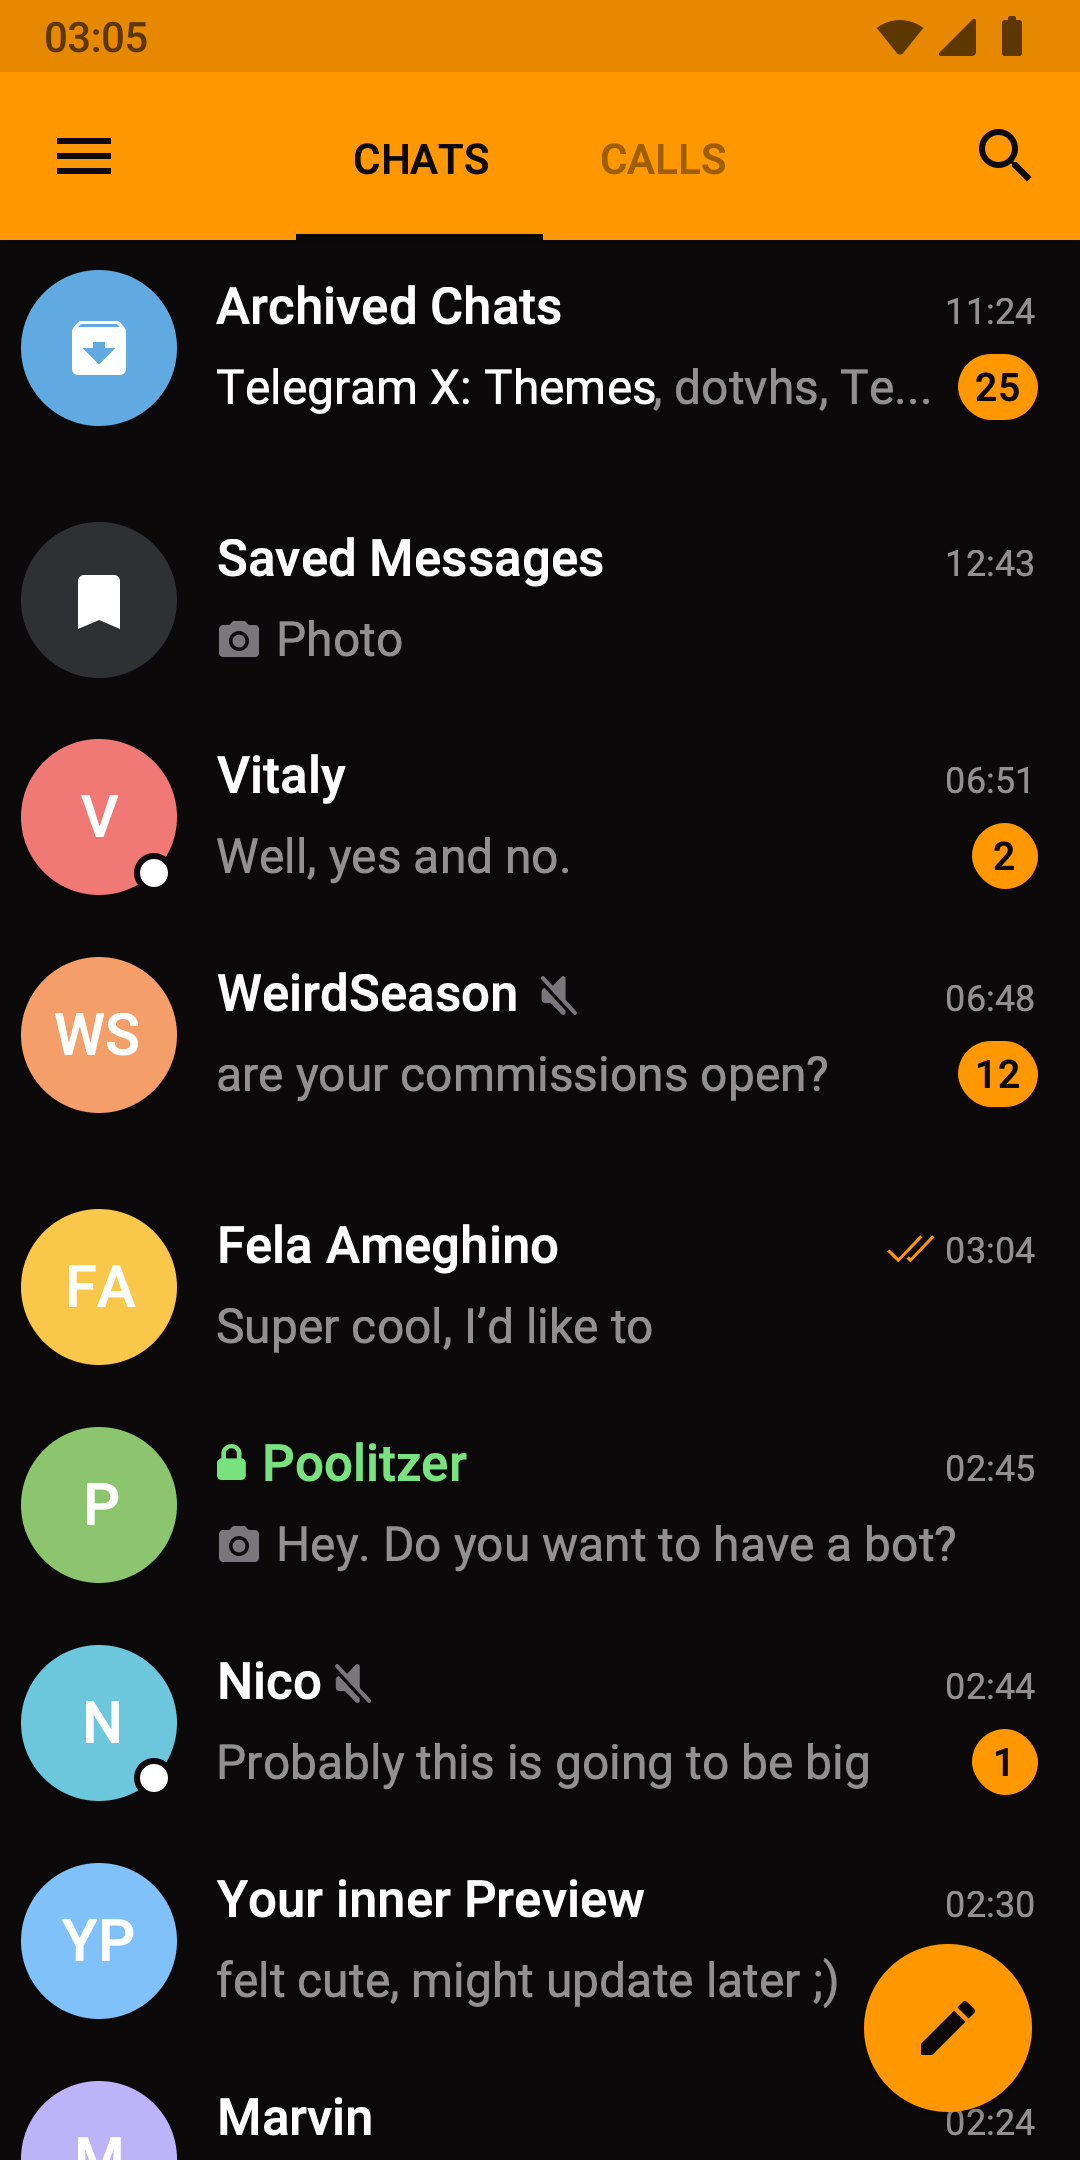 03:05
CHATS CALLS
Archived Chats 11:24
Telegram X: Themes, dotvhs, Te... 25
Saved Messages 12:43
Photo
V
Vitaly 06:51
Well, yes and no. 2
WS
WeirdSeason 06:48
are your commissions open? 12
FA
Fela Ameghino 03:04
Super cool, I’d like to
P
Poolitzer 02:45
Hey. Do you want to have a bot?
N
Nico 02:44
Probably this is going to be big 1
YP
Your inner Preview 02:30
felt cute, might update later ;)
M
Marvin 02:24